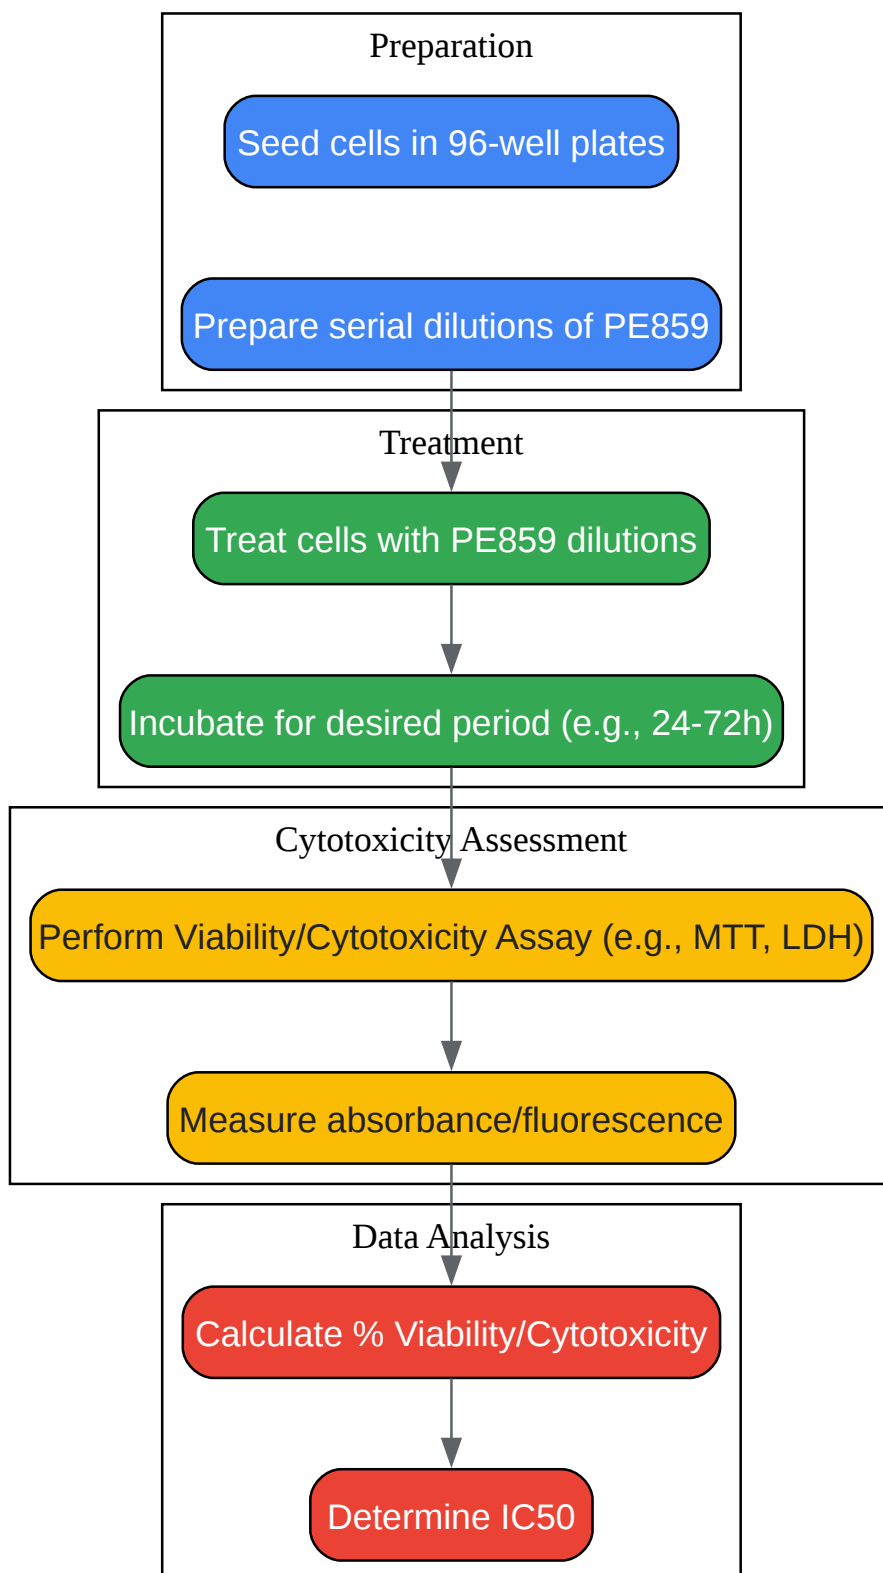 Preparation
Seed cells in 96-well plates
Prepare serial dilutions of PE859
Treatment
Treat cells with PE859 dilutions
Incubate for desired period (e.g., 24-72h)
Cytotoxicity Assessment
Perform Viability/Cytotoxicity Assay (e.g., MTT, LDH)
Measure absorbance/fluorescence
Data Analysis
Calculate % Viability/Cytotoxicity
Determine IC50